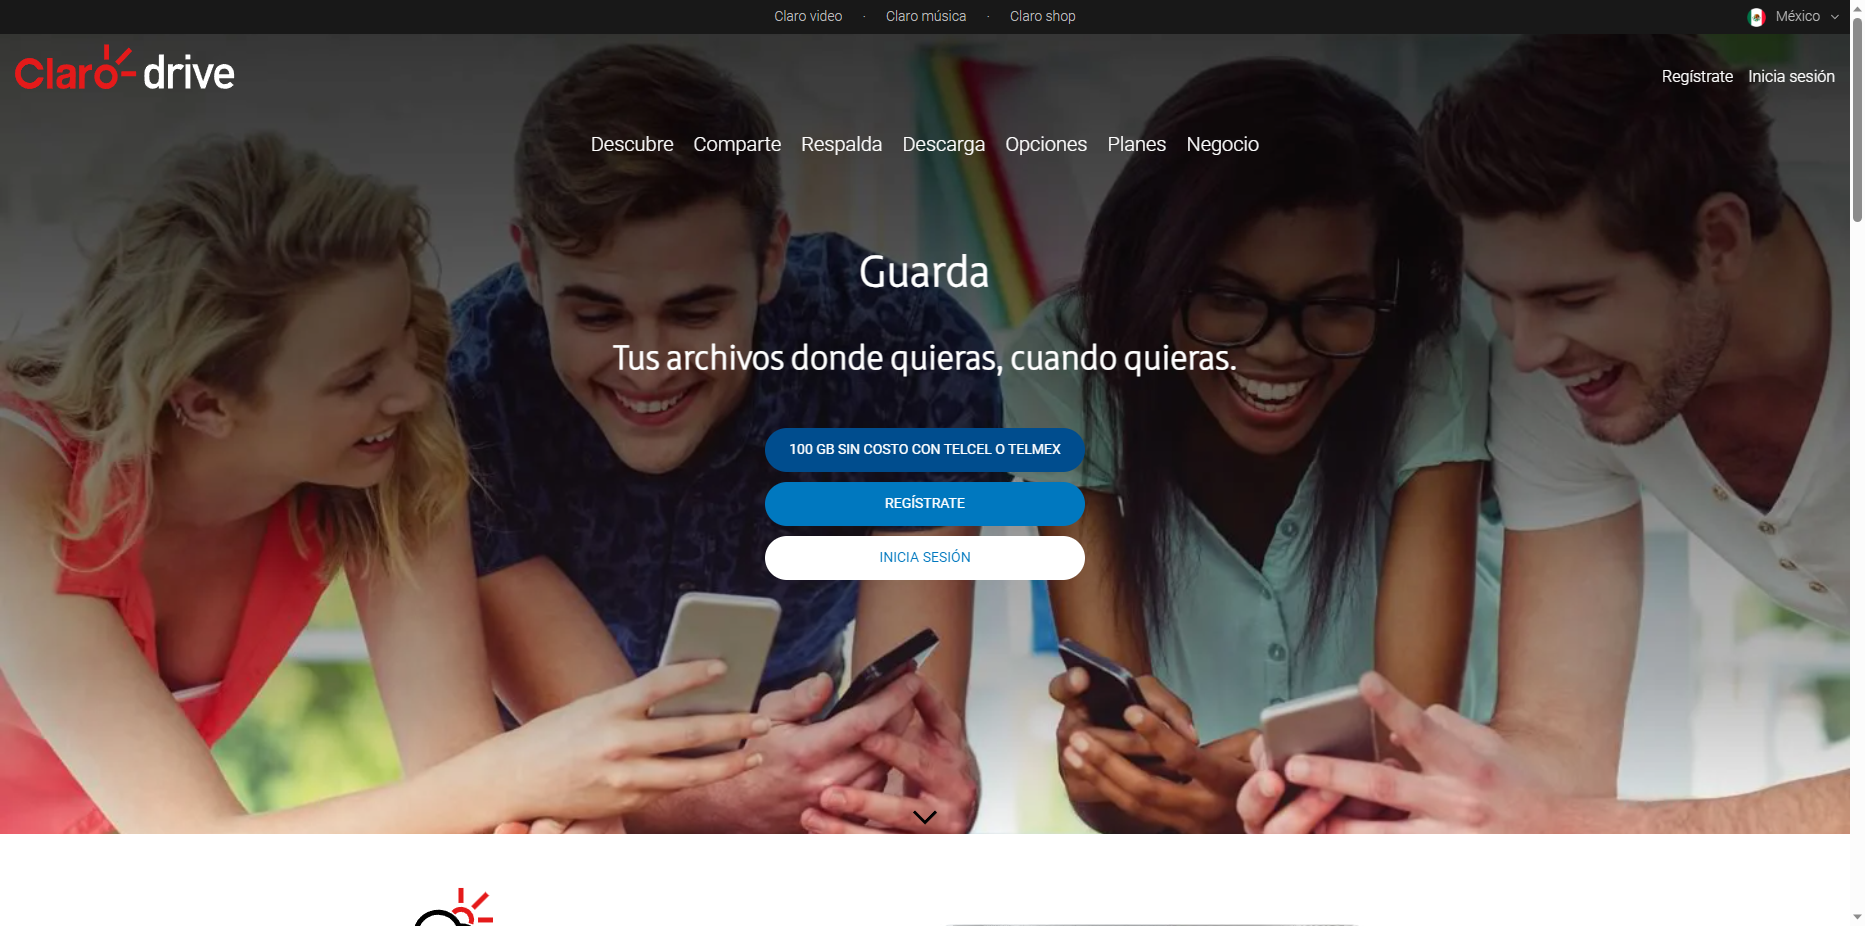 Claro video · Claro música · Claro shop
México
Claro drive
Regístrate Inicia sesión
Descubre Comparte Respalda Descarga Opciones Planes Negocio
Guarda
Tus archivos donde quieras, cuando quieras.
100 GB SIN COSTO CON TELCEL O TELMEX
REGÍSTRATE
INICIA SESIÓN